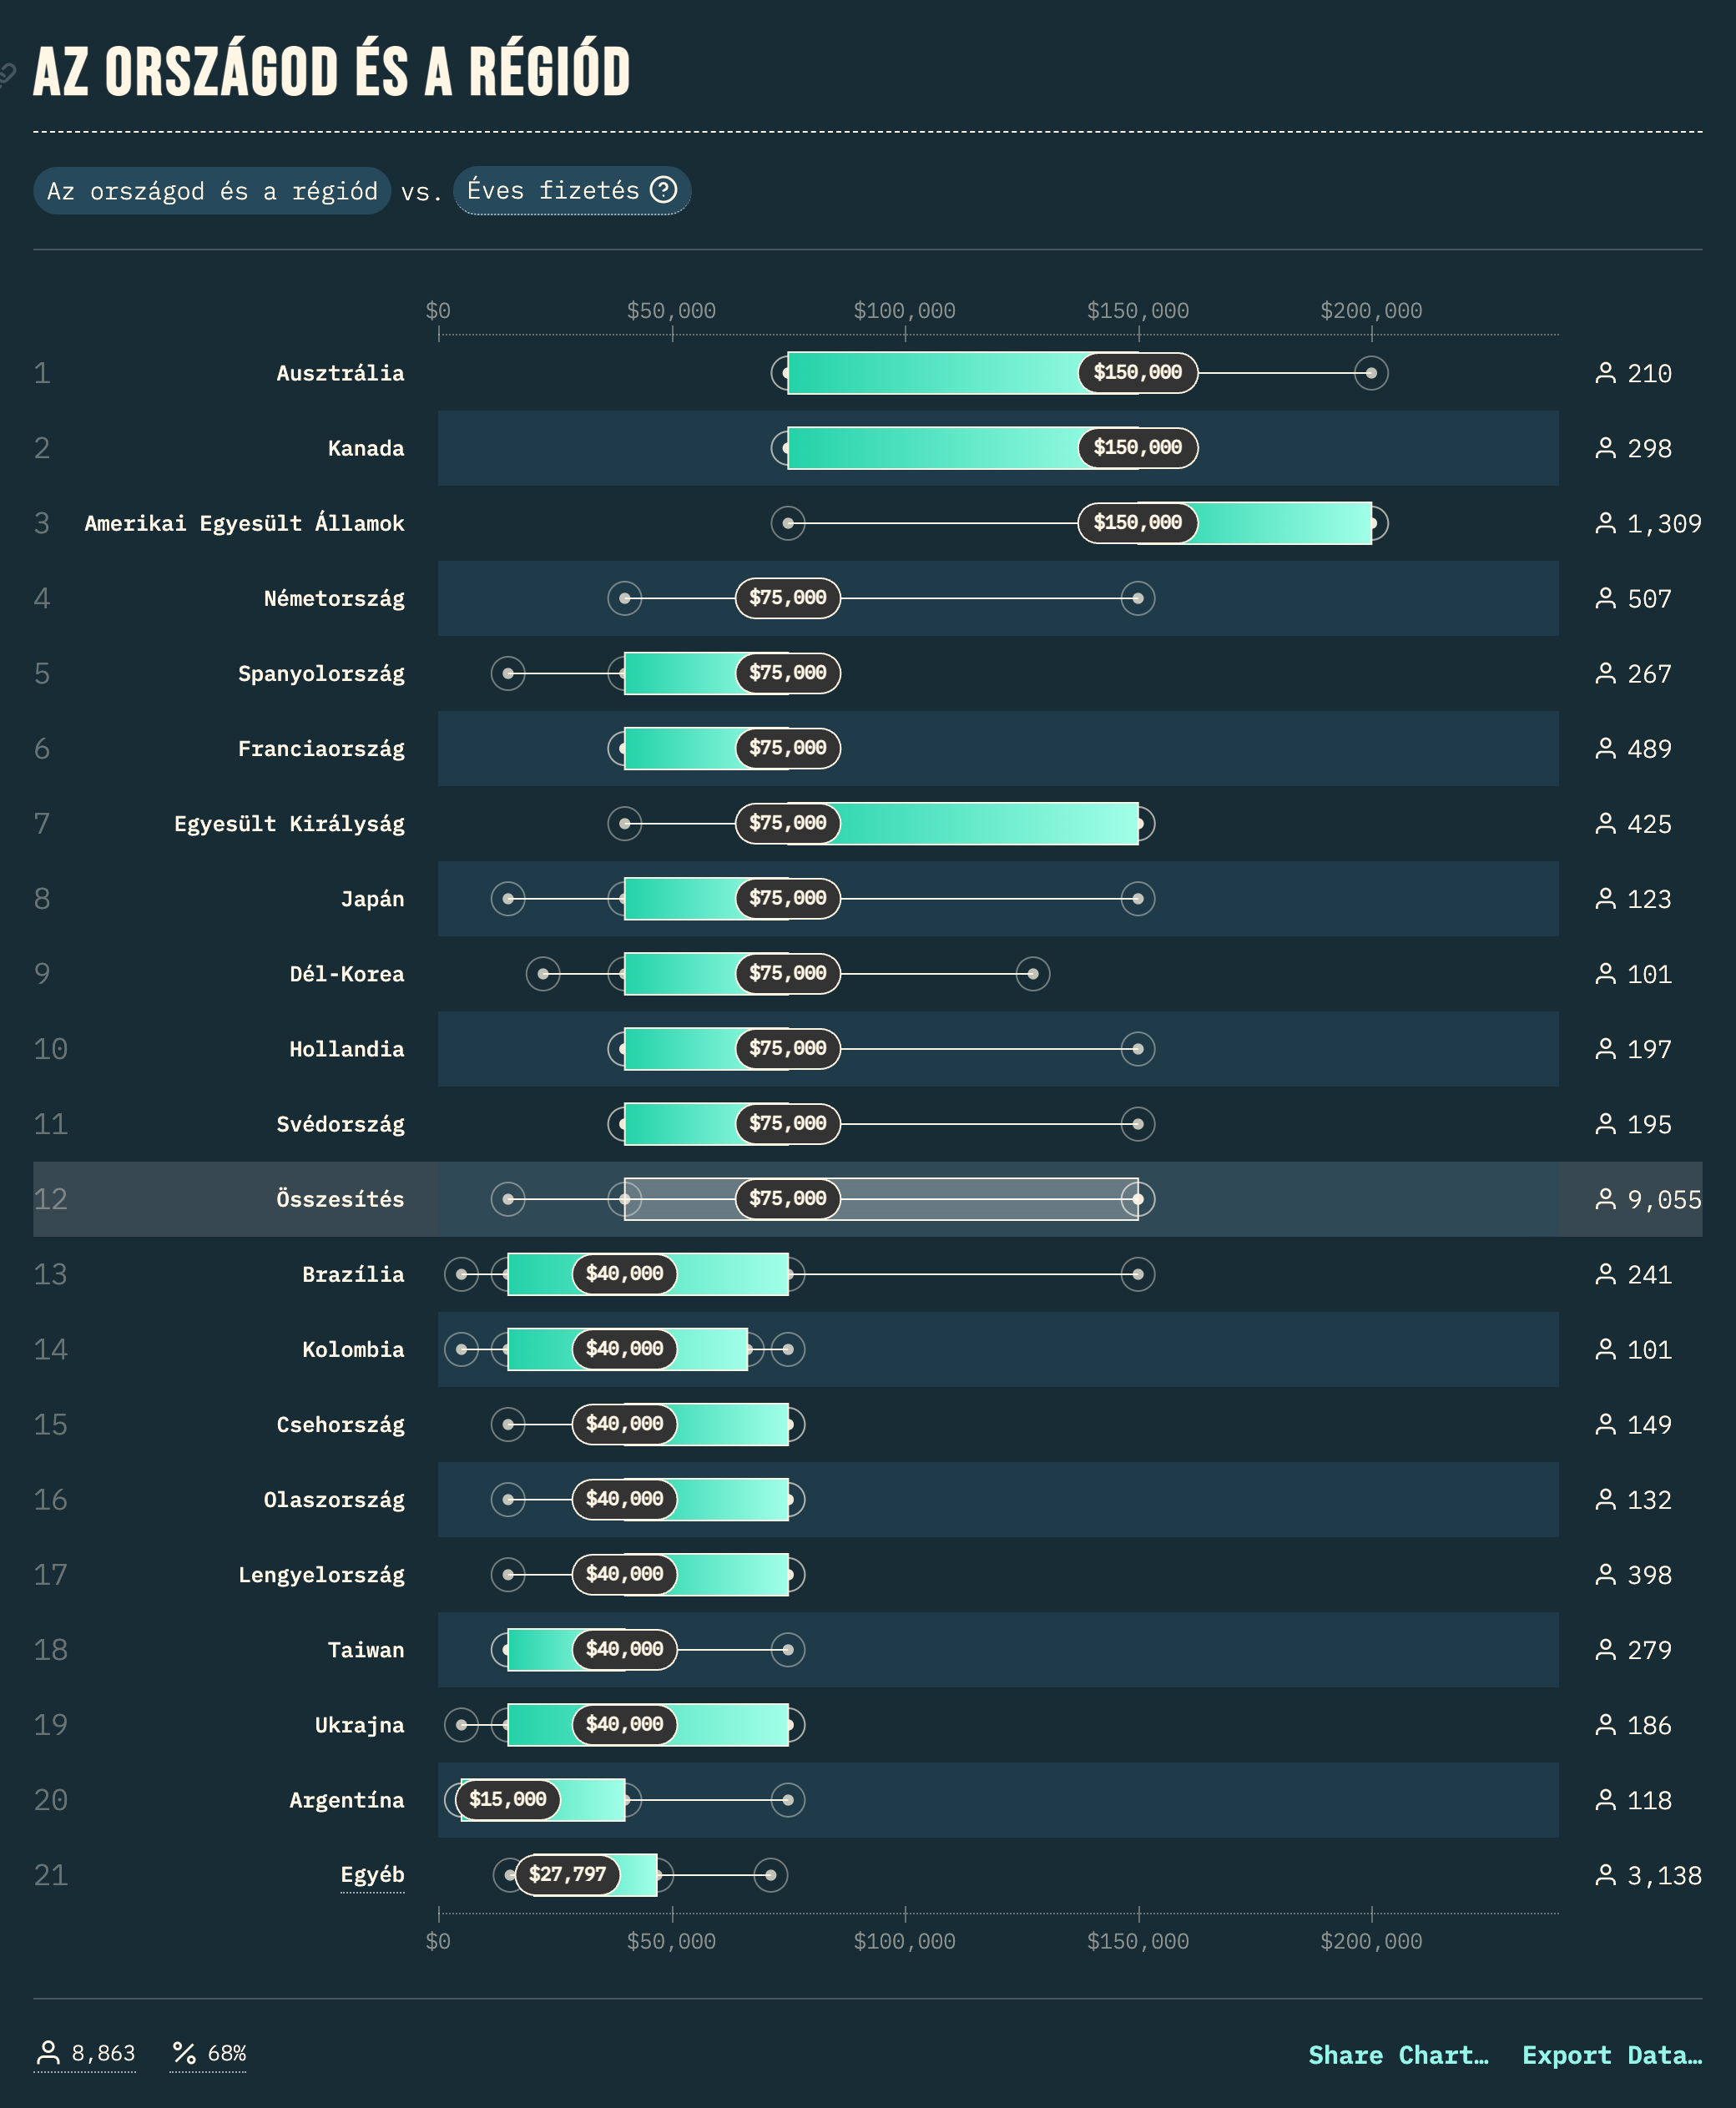 AZ ORSZÁGOD ÉS A RÉGIÓD
Az országod és a régiód vs. Éves fizetés ?
$0 $50,000 $100,000 $150,000 $200,000
1 Ausztrália $150,000 210
2 Kanada $150,000 298
3 Amerikai Egyesült Államok $150,000 1,309
4 Németország $75,000 507
5 Spanyolország $75,000 267
6 Franciaország $75,000 489
7 Egyesült Királyság $75,000 425
8 Japán $75,000 123
9 Dél-Korea $75,000 101
10 Hollandia $75,000 197
11 Svédország $75,000 195
12 Összesítés $75,000 9,055
13 Brazília $40,000 241
14 Kolombia $40,000 101
15 Csehország $40,000 149
16 Olaszország $40,000 132
17 Lengyelország $40,000 398
18 Taiwan $40,000 279
19 Ukrajna $40,000 186
20 Argentína $15,000 118
21 Egyéb $27,797 3,138
$0 $50,000 $100,000 $150,000 $200,000
8,863 % 68% Share Chart… Export Data…